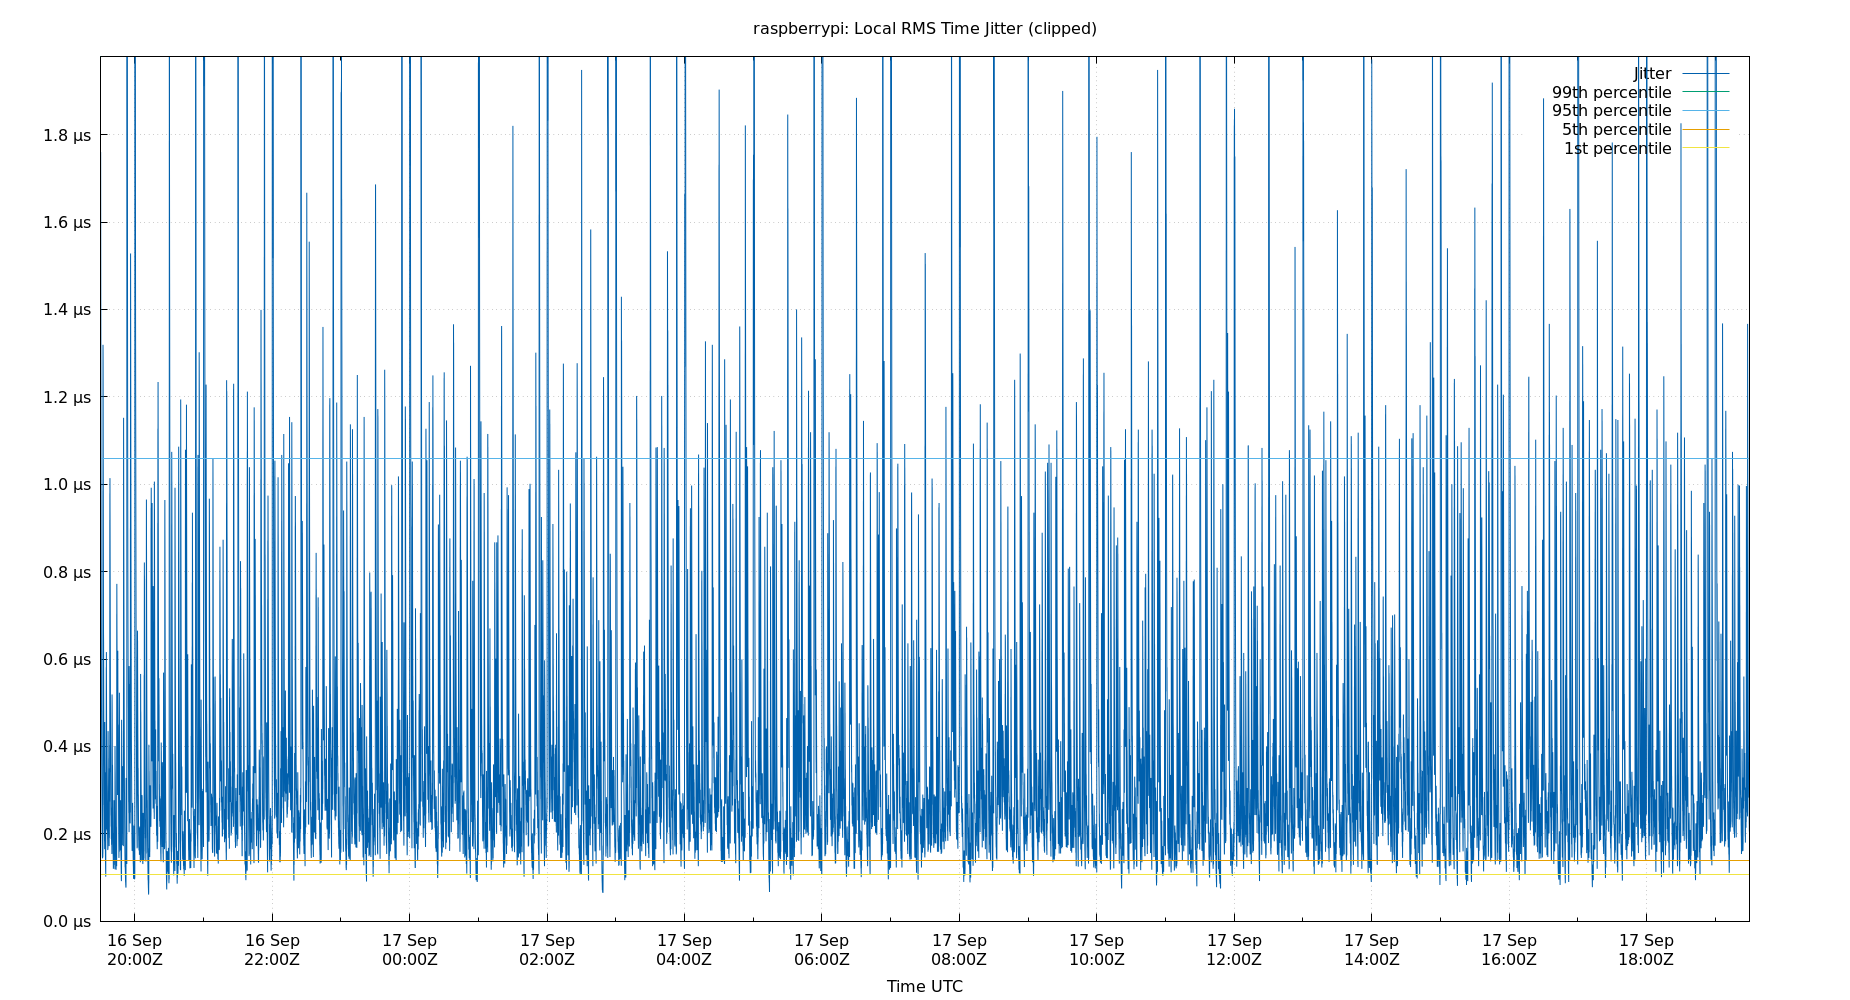 raspberrypi: Local RMS Time Jitter (clipped)
Jitter
99th percentile
95th percentile
5th percentile
1st percentile
1.8 µs
1.6 µs
1.4 µs
1.2 µs
1.0 µs
0.8 µs
0.6 µs
0.4 µs
0.2 µs
0.0 µs
16 Sep 16 Sep 17 Sep 17 Sep 17 Sep 17 Sep 17 Sep 17 Sep 17 Sep 17 Sep 17 Sep 17 Sep
20:00Z 22:00Z 00:00Z 02:00Z 04:00Z 06:00Z 08:00Z 10:00Z 12:00Z 14:00Z 16:00Z 18:00Z
Time UTC